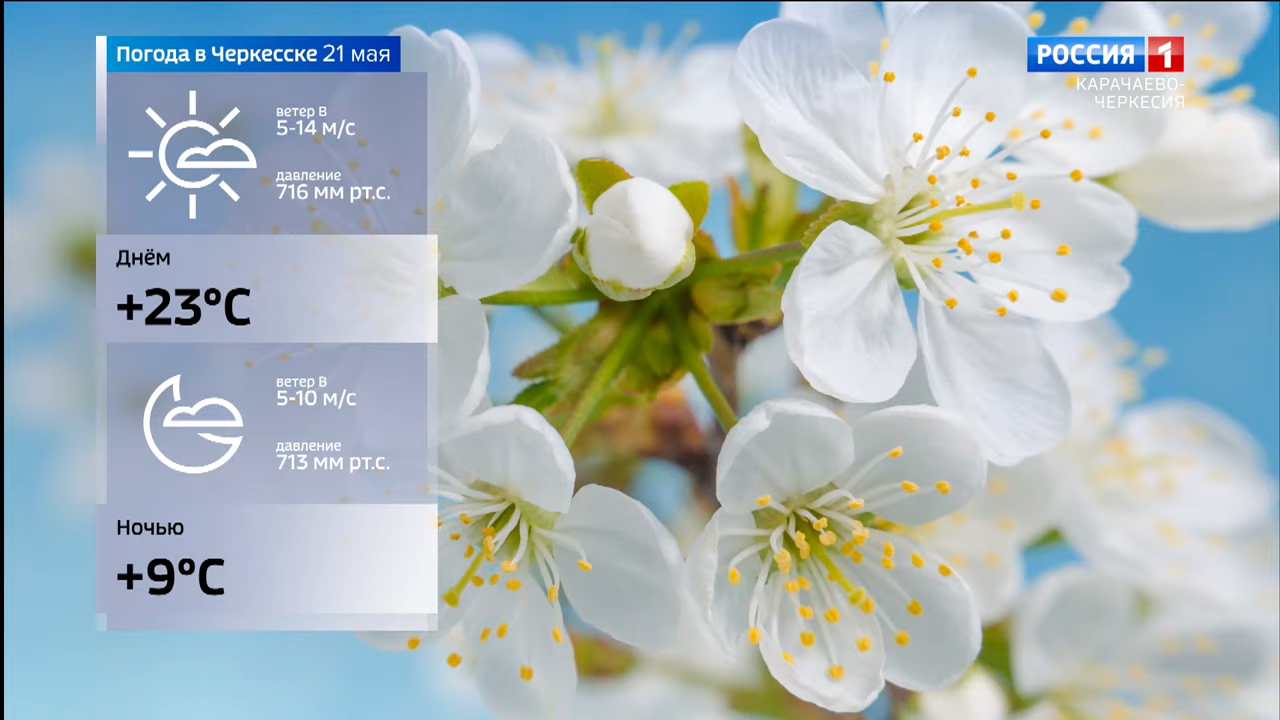 Погода в Черкесске 21 мая
РОССИЯ 1
КАРАЧАЕВО-
ЧЕРКЕСИЯ
ветер В
5-14 м/с
давление
716 мм рт.с.
Днём
+23°C
ветер В
5-10 м/с
давление
713 мм рт.с.
Ночью
+9°C